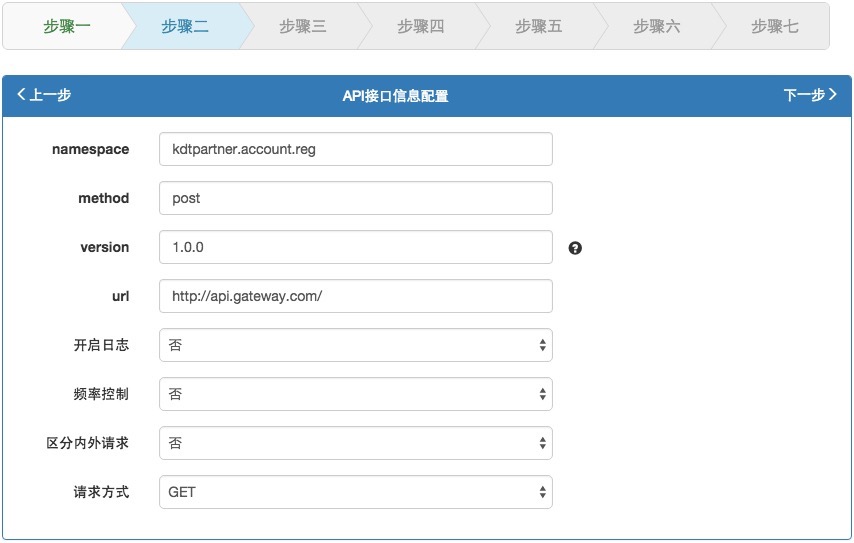 步骤一 步骤二 步骤三 步骤四 步骤五 步骤六 步骤七
上一步 API接口信息配置 下一步
namespace kdtpartner.account.reg
method post
version 1.0.0 ?
url http://api.gateway.com/
开启日志 否
频率控制 否
区分内外请求 否
请求方式 GET